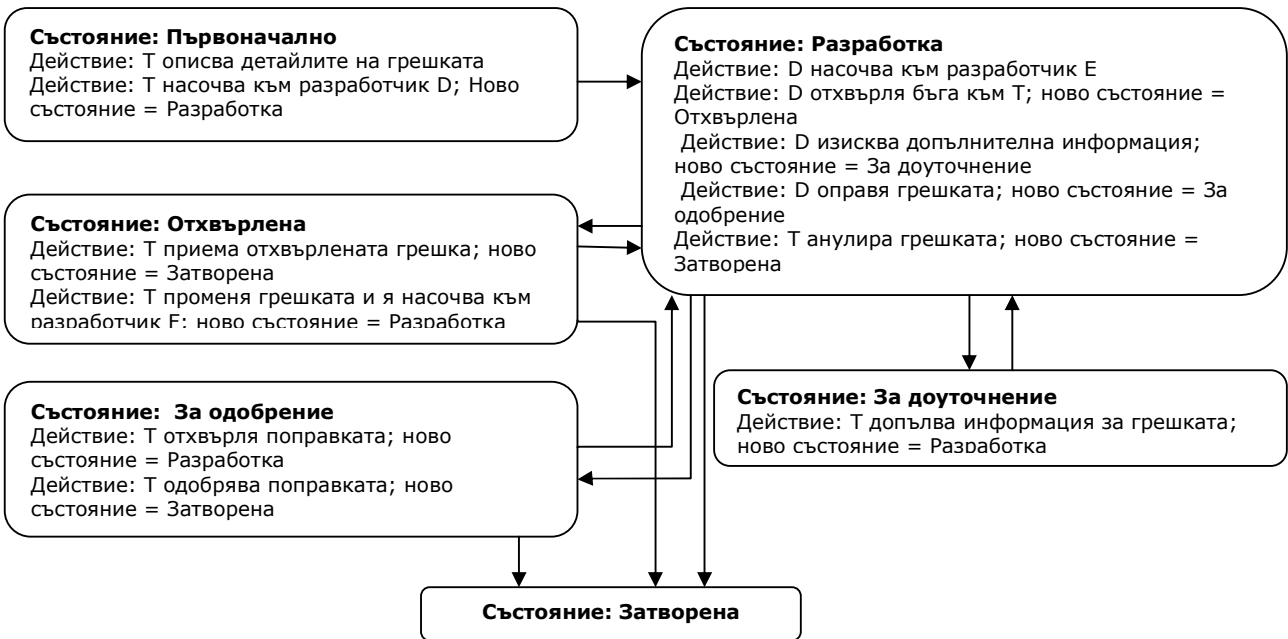 Състояние: Първоначално
Действие: T описва детайлите на грешката
Действие: T насочва към разработчик D; Ново
състояние = Разработка
Състояние: Разработка
Действие: D насочва към разработчик E
Действие: D отхвърля бъга към T; ново състояние =
Отхвърлена
Действие: D изисква допълнителна информация;
ново състояние = За доуточнение
Действие: D оправя грешката; ново състояние = За
одобрение
Действие: T анулира грешката; ново състояние =
Затворена
Състояние: Отхвърлена
Действие: T приема отхвърлената грешка; ново
състояние = Затворена
Действие: T променя грешката и я насочва към
разработчик F; ново състояние = Разработка
Състояние: За одобрение
Действие: T отхвърля поправката; ново
състояние = Разработка
Действие: T одобрява поправката; ново
състояние = Затворена
Състояние: За доуточнение
Действие: T допълва информация за грешката;
ново състояние = Разработка
Състояние: Затворена